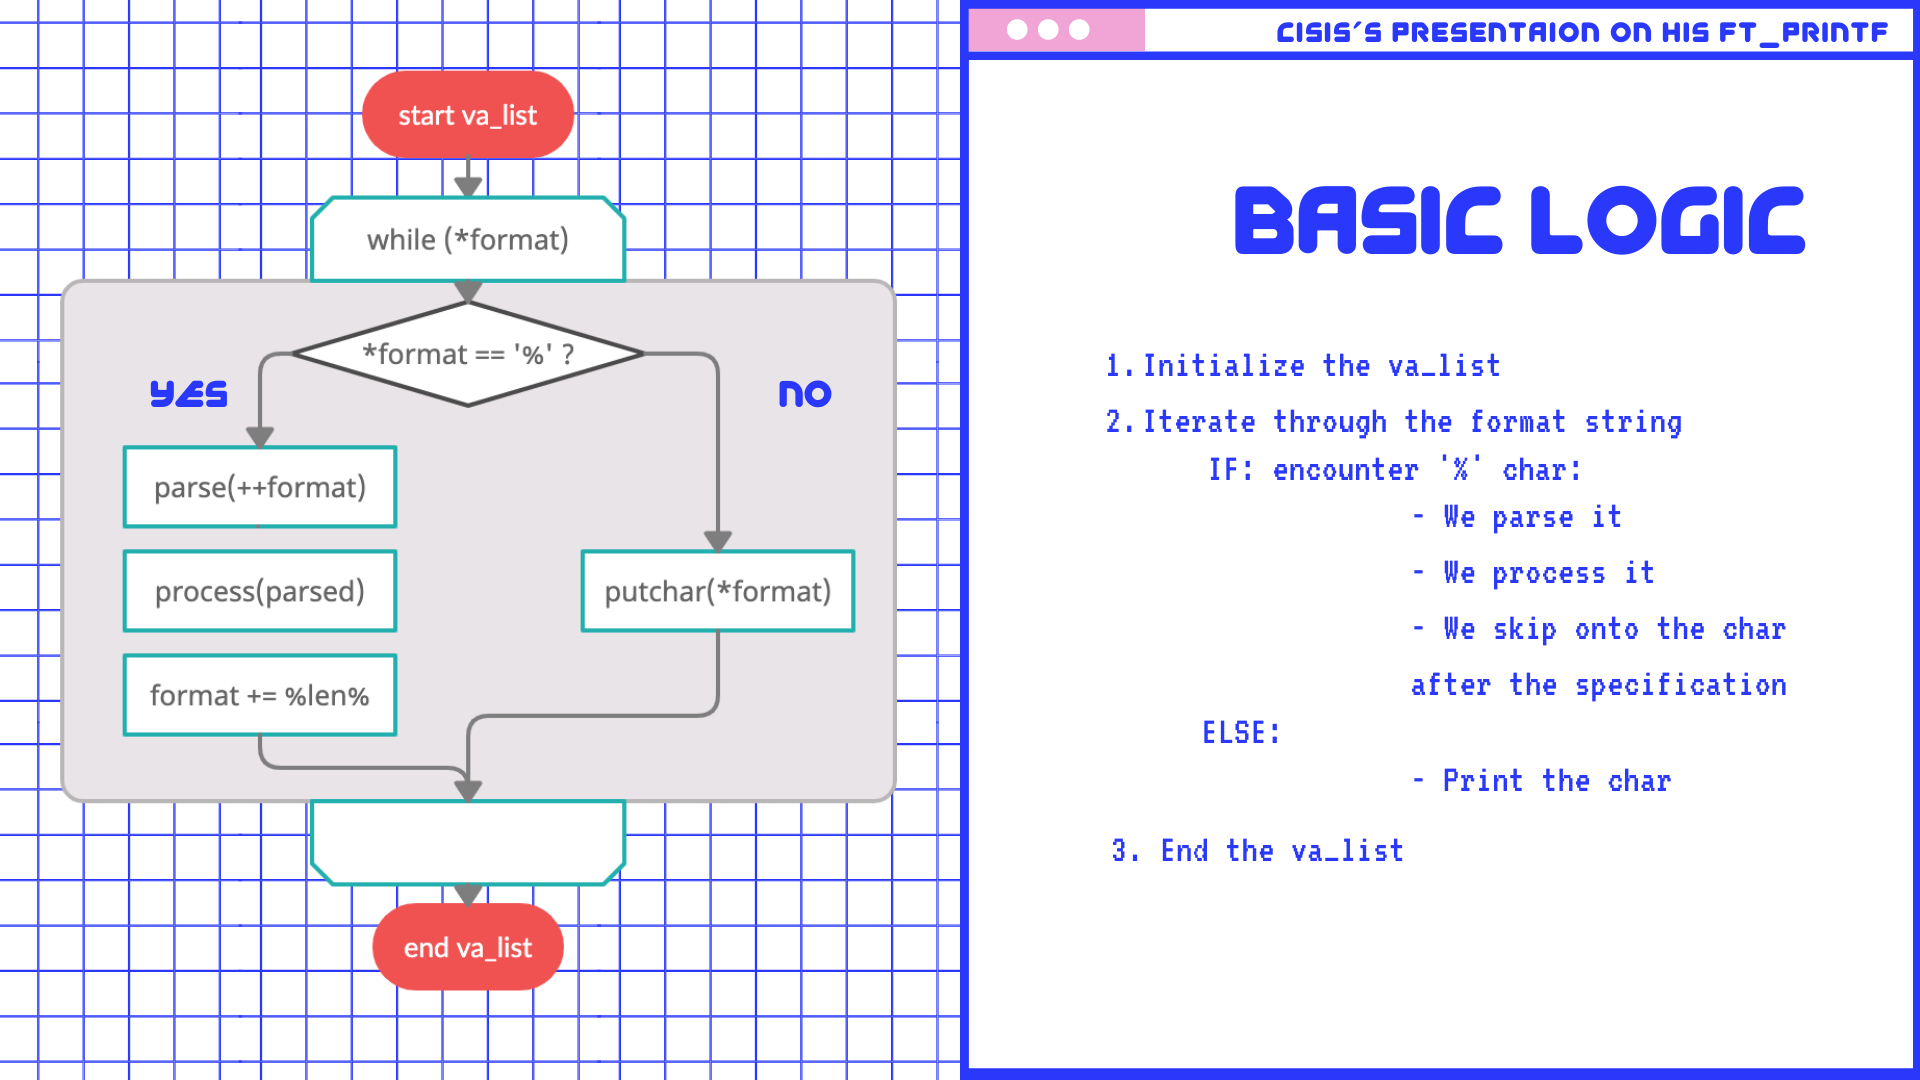 start va_list
while (*format)
*format == '%' ?
YES
NO
parse(++format)
process(parsed)
putchar(*format)
format += %len%
end va_list
CISIS'S PRESENTAION ON HIS FT_PRINTF
BASIC LOGIC
1. Initialize the va_list
2. Iterate through the format string
IF: encounter '%' char:
- We parse it
- We process it
- We skip onto the char
after the specification
ELSE:
- Print the char
3. End the va_list